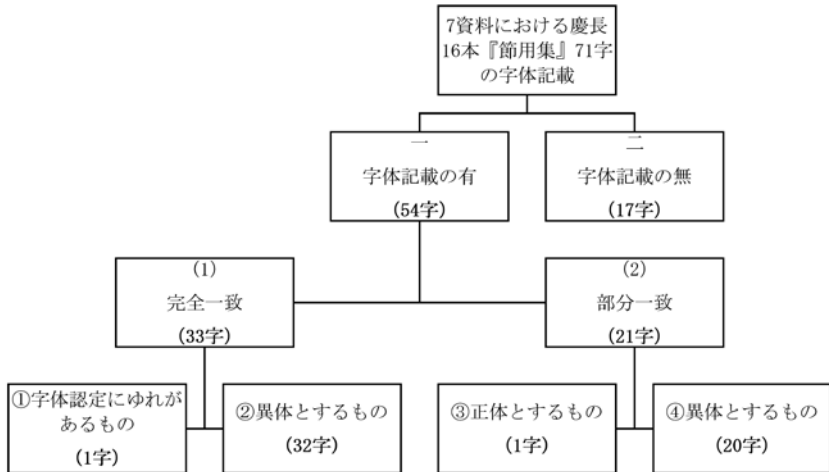 7資料における慶長
16本『節用集』71字
の字体記載
一
字体記載の有
(54字)
二
字体記載の無
(17字)
(1)
完全一致
(33字)
(2)
部分一致
(21字)
①字体認定にゆれが
あるもの
(1字)
②異体とするもの
(32字)
③正体とするもの
(1字)
④異体とするもの
(20字)